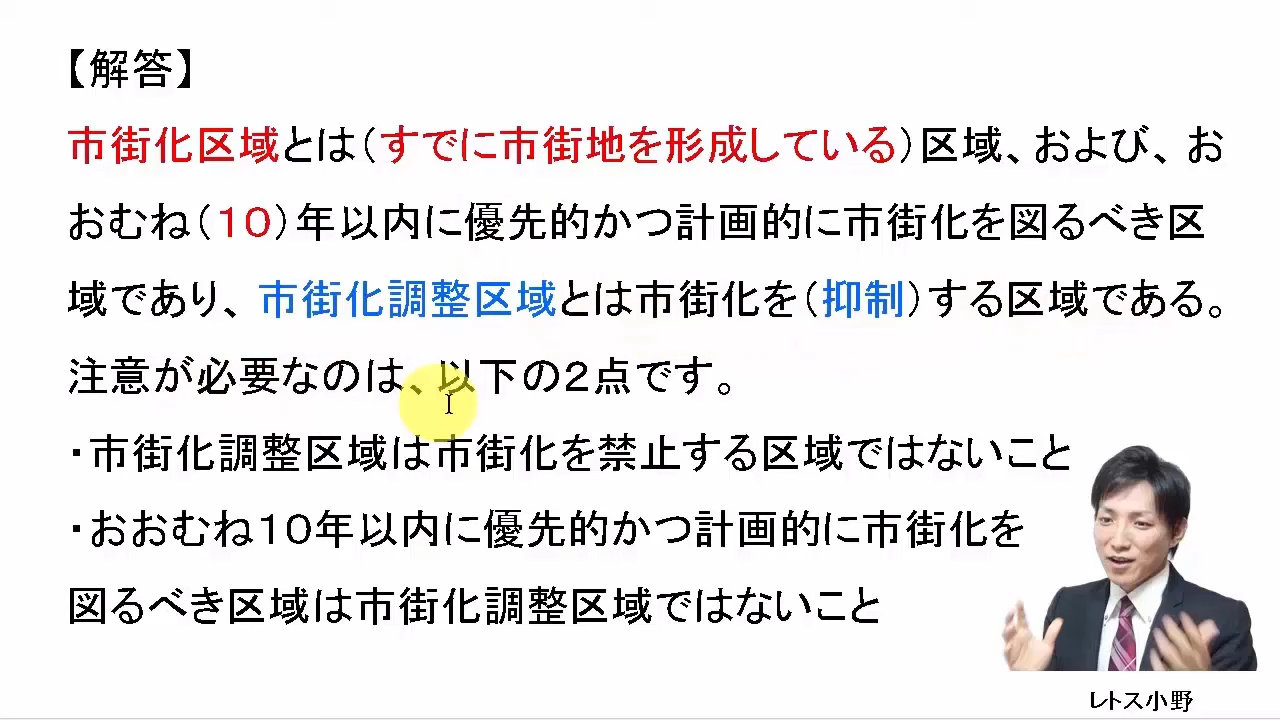 【解答】
市街化区域とは（すでに市街地を形成している）区域、および、お
おむね（１０）年以内に優先的かつ計画的に市街化を図るべき区
域であり、市街化調整区域とは市街化を（抑制）する区域である。
注意が必要なのは、以下の２点です。
・市街化調整区域は市街化を禁止する区域ではないこと
・おおむね１０年以内に優先的かつ計画的に市街化を
図るべき区域は市街化調整区域ではないこと
レトス小野